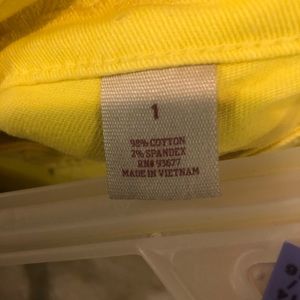 1
98% COTTON
2% SPANDEX
RN# 93677
MADE IN VIETNAM